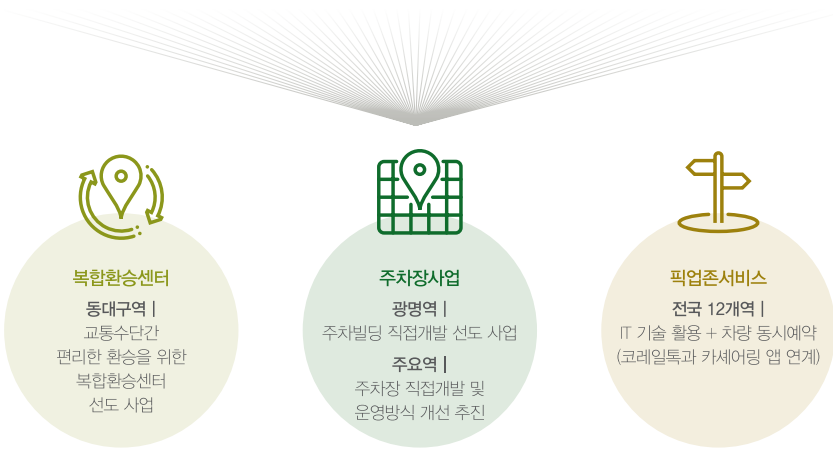 복합환승센터
동대구역 |
교통수단간
편리한 환승을 위한
복합환승센터
선도 사업
주차장사업
광명역 |
주차빌딩 직접개발 선도 사업
주요역 |
주차장 직접개발 및
운영방식 개선 추진
픽업존서비스
전국 12개역 |
IT 기술 활용 + 차량 동시예약
(코레일톡과 카셰어링 앱 연계)